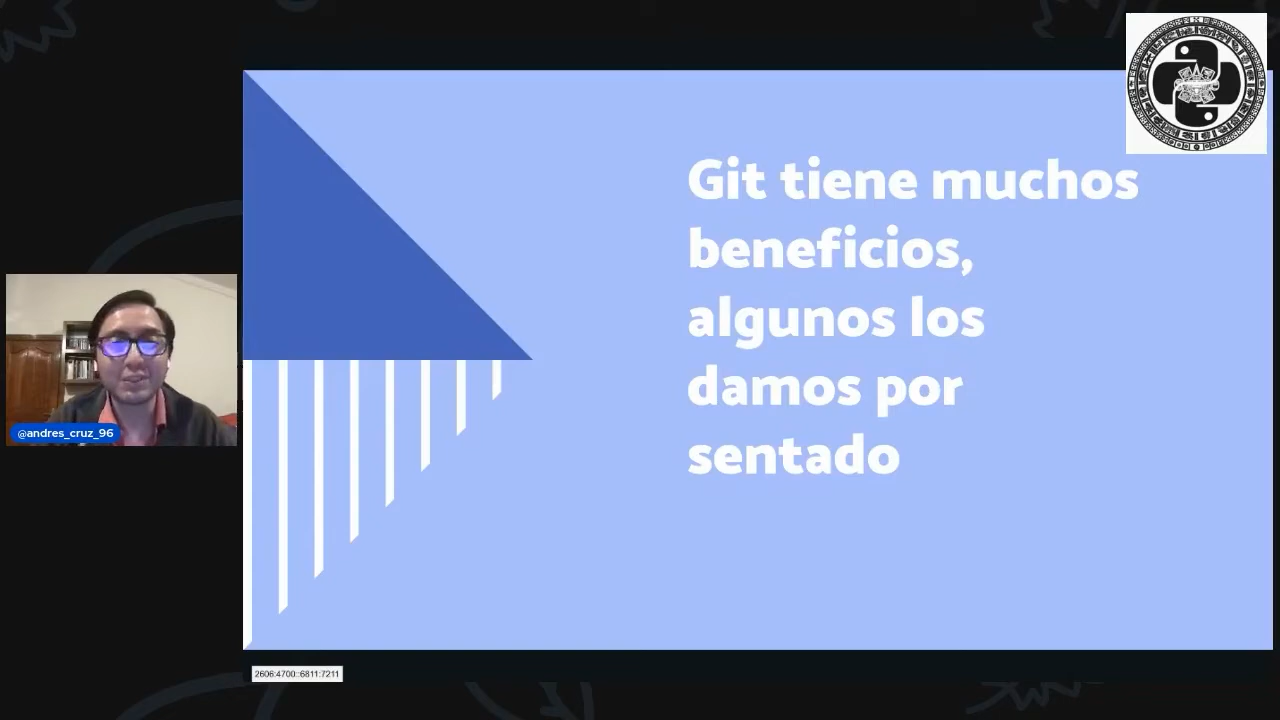 Git tiene muchos
beneficios,
algunos los
damos por
sentado
@andres_cruz_96
2606:4700::6811:7211